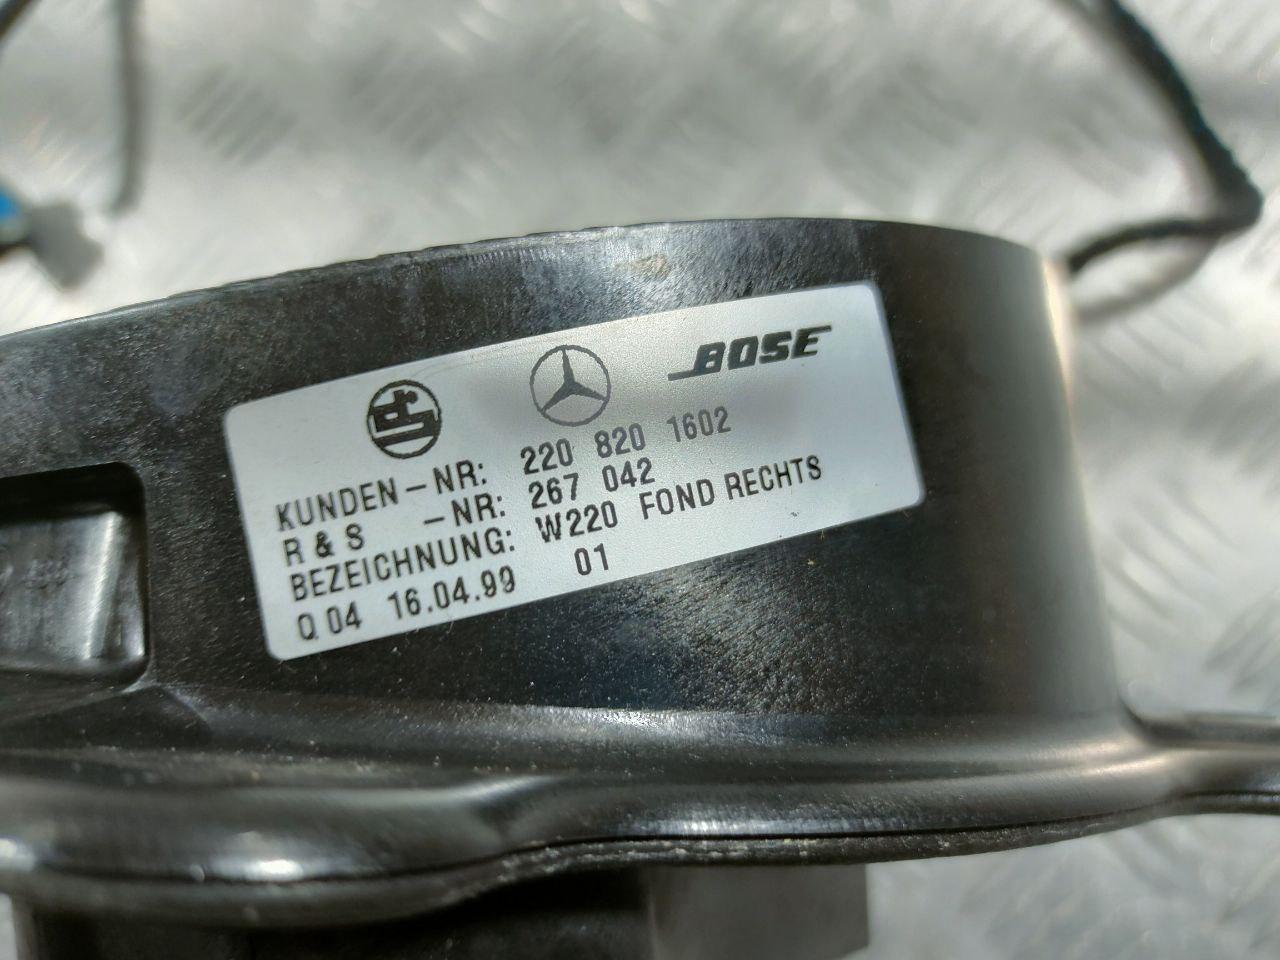 BOSE
KUNDEN-NR: 220 820 1602
R & S -NR: 267 042
BEZEICHNUNG: W220 FOND RECHTS
Q 04 16.04.99 01